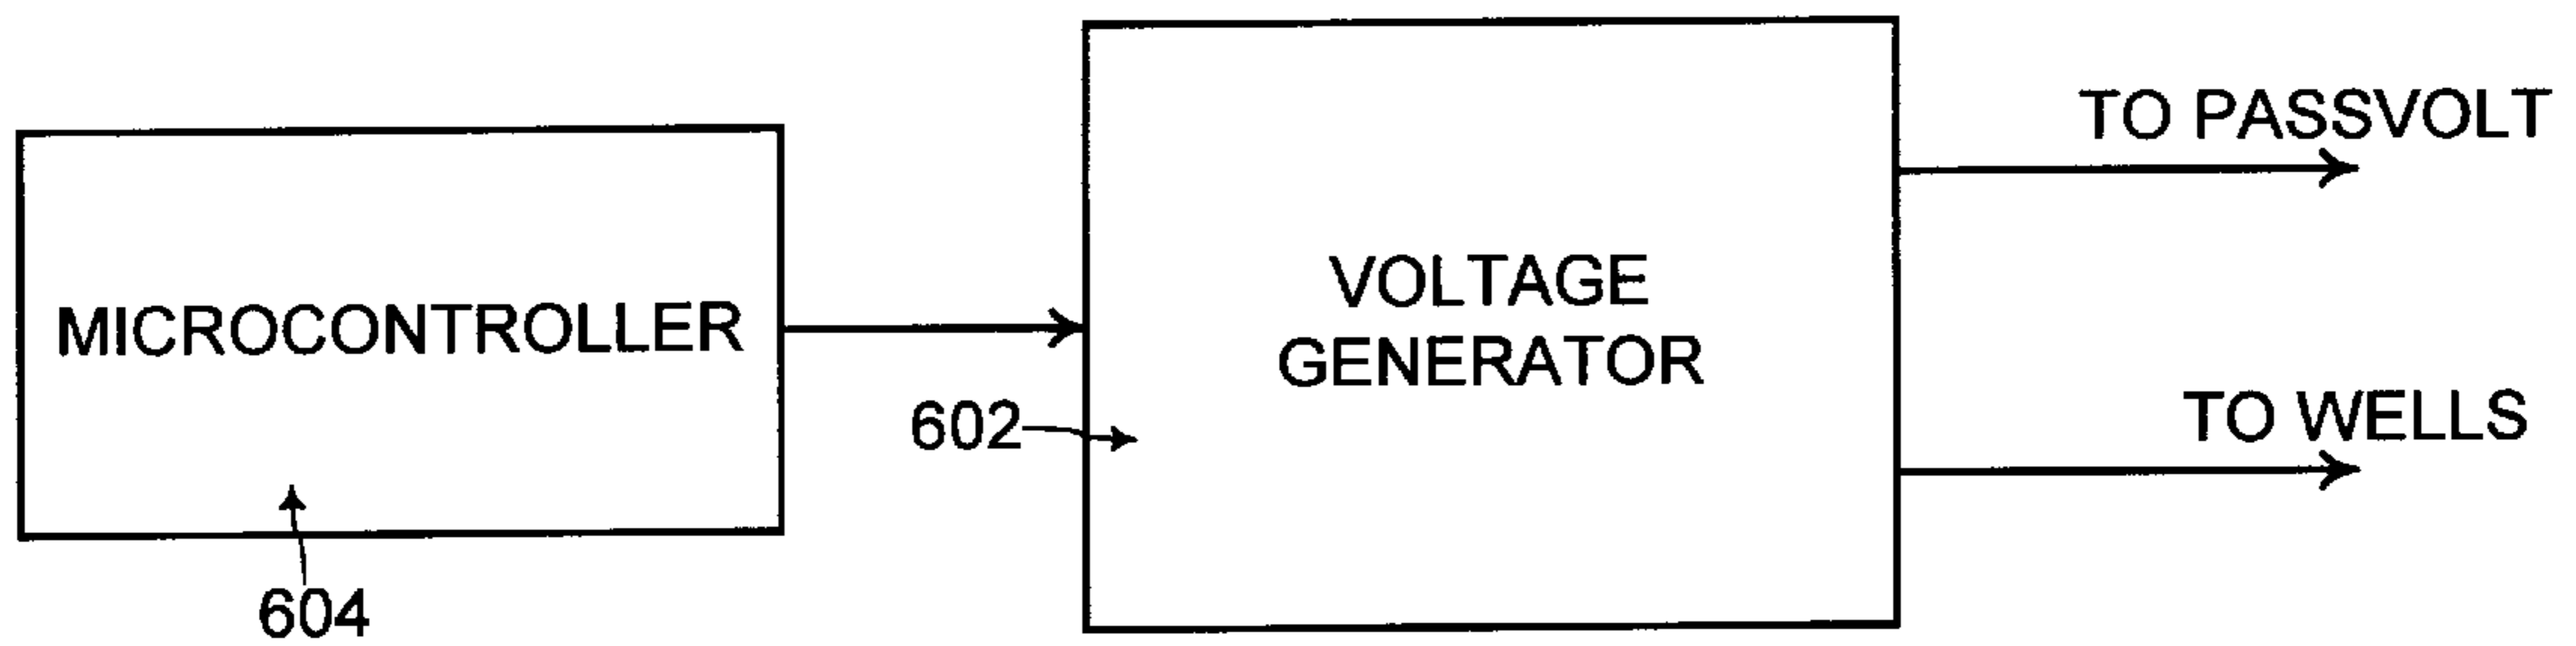 TO PASSVOLT
MICROCONTROLLER
VOLTAGE
GENERATOR
602
TO WELLS
604